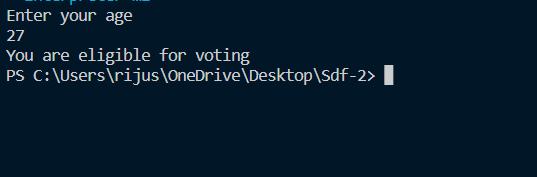 Enter your age
27
You are eligible for voting
PS C:\Users\rijus\OneDrive\Desktop\Sdf-2>